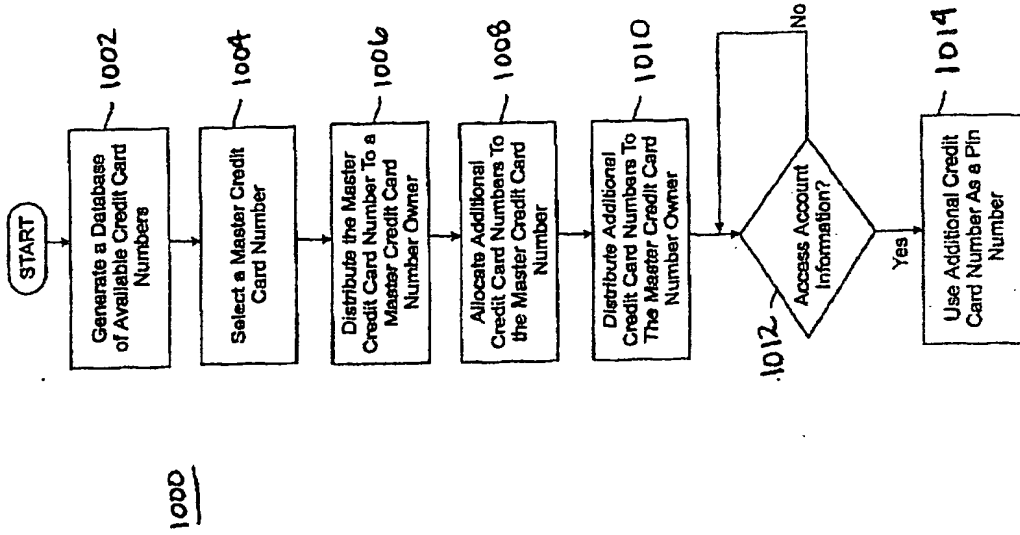 1000
START
Generate a Database
of Available Credit Card
Numbers
1002
Select a Master Credit
Card Number
1004
Distribute the Master
Credit Card Number To a
Master Credit Card
Number Owner
1006
Allocate Additional
Credit Card Numbers To
the Master Credit Card
Number
1008
Distribute Additional
Credit Card Numbers To
The Master Credit Card
Number Owner
1010
Access Account
Information?
1012
No
Yes
Use Additional Credit
Card Number As a Pin
Number
1014